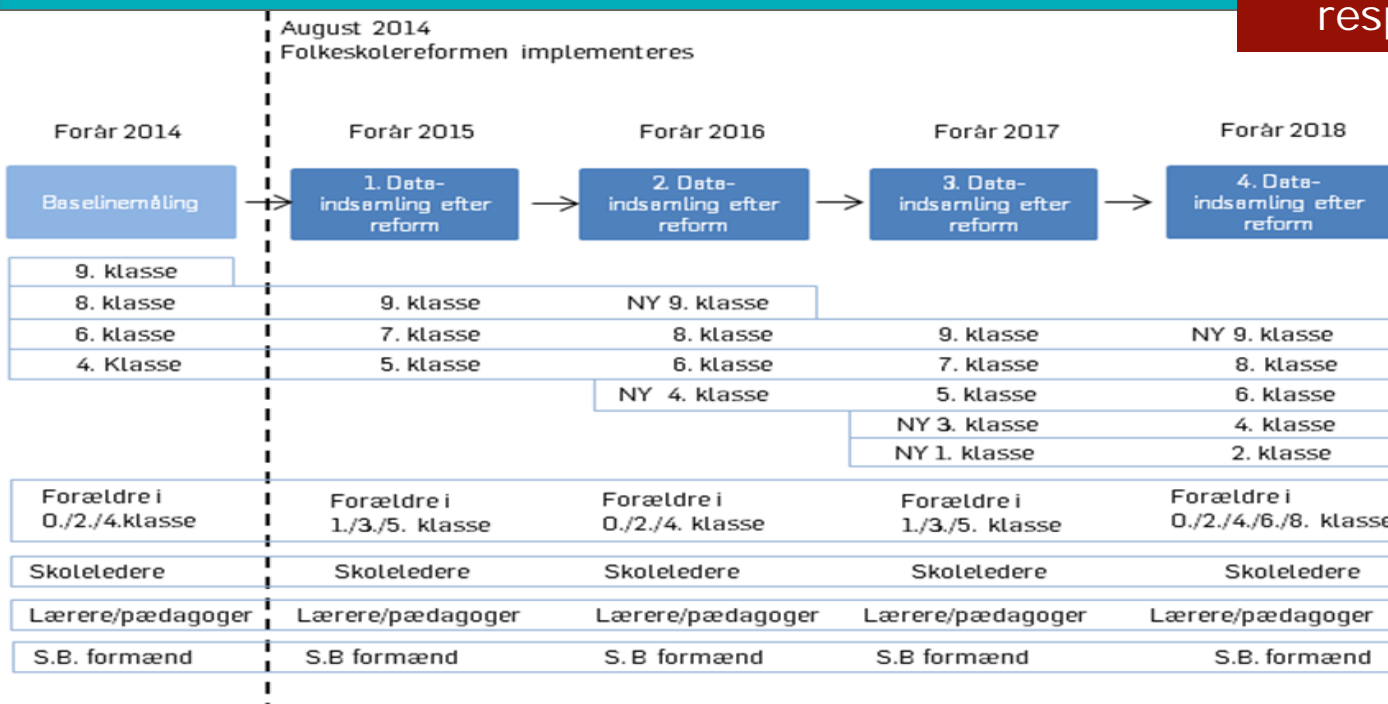 resp
August 2014
Folkeskolereformen implementeres
Forår 2014 Forår 2015 Forår 2016 Forår 2017 Forår 2018
Baselinemåling
1. Data-
indsamling efter
reform
2. Data-
indsamling efter
reform
3. Data-
indsamling efter
reform
4. Data-
indsamling efter
reform
9. klasse
8. klasse 9. klasse NY 9. klasse
6. klasse 7. klasse 8. klasse 9. klasse NY 9. klasse
4. Klasse 5. klasse 6. klasse 7. klasse 8. klasse
NY 4. klasse 5. klasse 6. klasse
NY 3. klasse 4. klasse
NY 1. klasse 2. klasse
Forældre i
0./2./4.klasse
Forældre i
1./3./5. klasse
Forældre i
0./2./4. klasse
Forældre i
1./3./5. klasse
Forældre i
0./2./4./6./8. klasse
Skoleledere Skoleledere Skoleledere Skoleledere Skoleledere
Lærere/pædagoger Lærere/pædagoger Lærere/pædagoger Lærere/pædagoger Lærere/pædagoger
S.B. formænd S.B formænd S.B formænd S.B formænd S.B. formænd